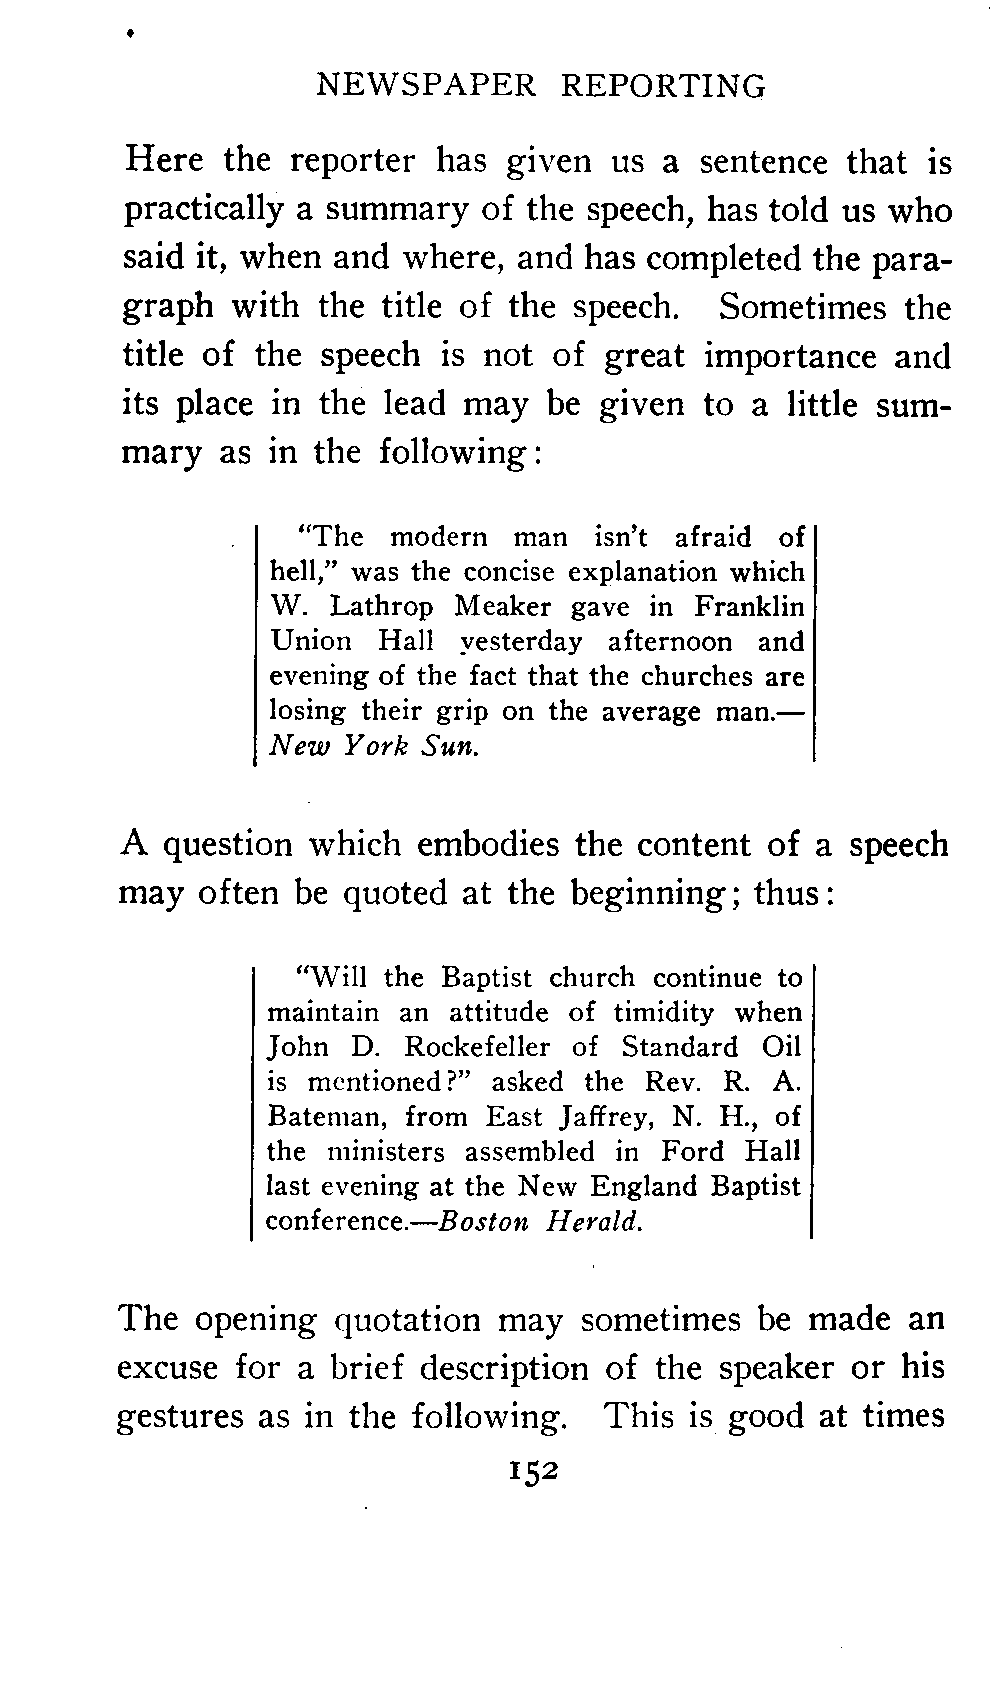 NEWSPAPER REPORTING
Here the reporter has given us a sentence that is
practically a summary of the speech, has told us who
said it, when and where, and has completed the para-
graph with the title of the speech. Sometimes the
title of the speech is not of great importance and
its place in the lead may be given to a little sum-
mary as in the following:
"The modern man isn't afraid of
hell," was the concise explanation which
W. Lathrop Meaker gave in Franklin
Union Hall yesterday afternoon and
evening of the fact that the churches are
losing their grip on the average man.—
New York Sun.
A question which embodies the content of a speech
may often be quoted at the beginning; thus:
"Will the Baptist church continue to
maintain an attitude of timidity when
John D. Rockefeller of Standard Oil
is mentioned?" asked the Rev. R. A.
Bateman, from East Jaffrey, N. H., of
the ministers assembled in Ford Hall
last evening at the New England Baptist
conference.—Boston Herald.
The opening quotation may sometimes be made an
excuse for a brief description of the speaker or his
gestures as in the following. This is good at times
152